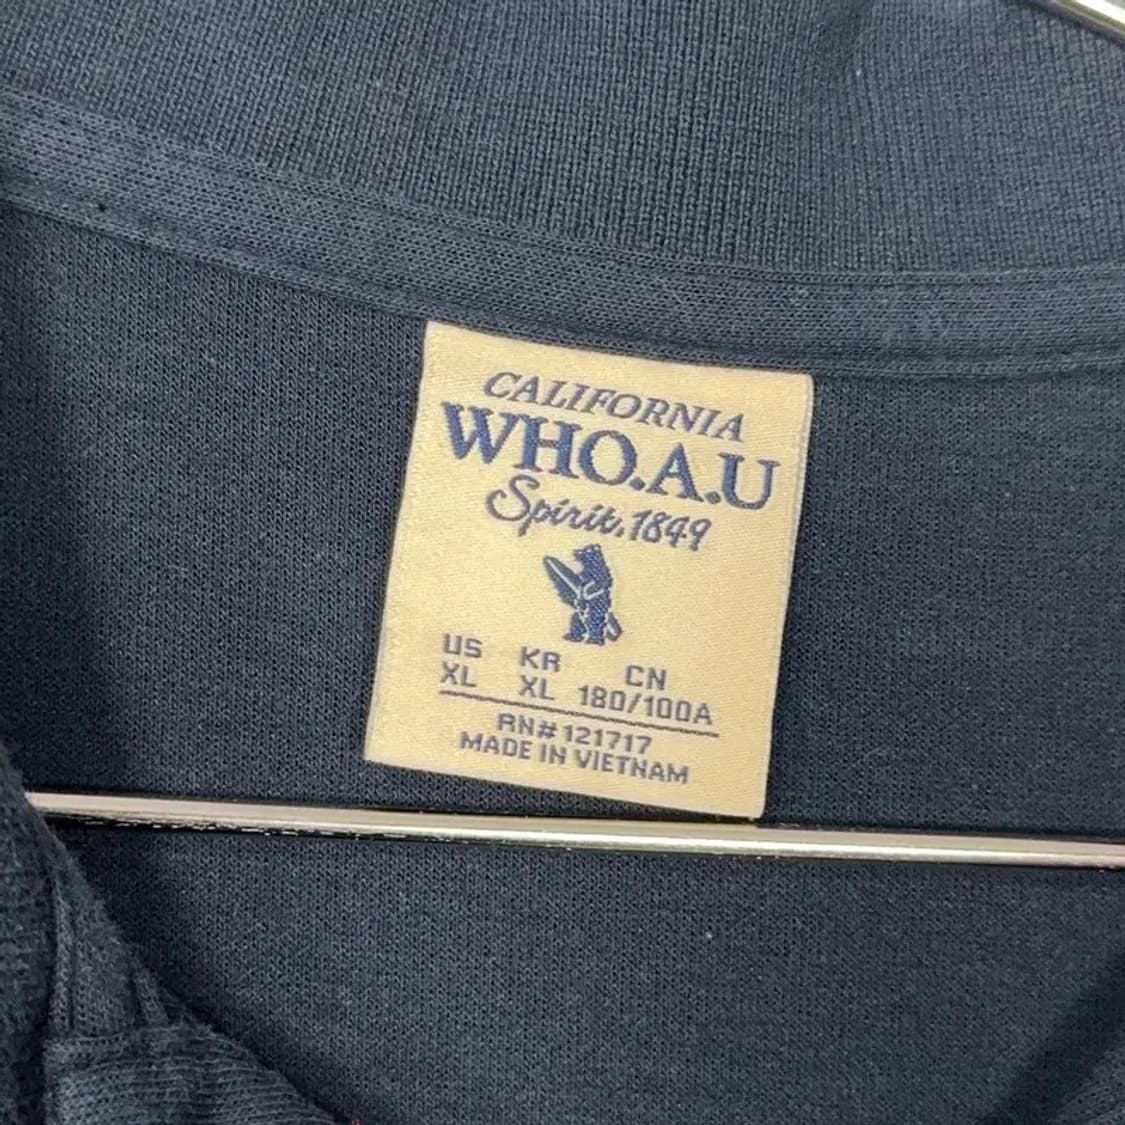 CALIFORNIA
WHO.A.U
Spirit.1849
US KR CN
XL XL 180/100A
RN#121717
MADE IN VIETNAM